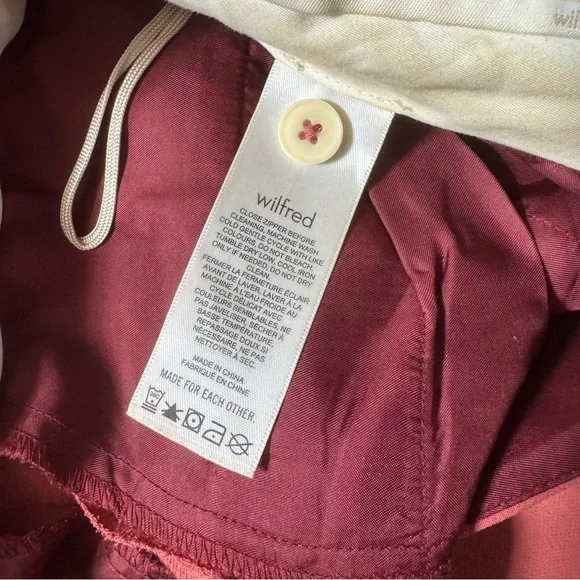 wil
wilfred
CLOSE ZIPPER BEFORE
CLEANING, MACHINE WASH
COLD GENTLE CYCLE WITH LIKE
COLOURS, DO NOT BLEACH,
TUMBLE DRY LOW, COOL IRON
ONLY IF NEEDED, DO NOT DRY
CLEAN.
FERMER LA FERMETURE ÉCLAIR
AVANT DE LAVER, LAVER À LA
MACHINE À L'EAU FROIDE AU
CYCLE DÉLICAT AVEC
COULEURS SEMBLABLES, NE
PAS JAVELISER, SÉCHER À
BASSE TEMPÉRATURE,
REPASSAGE DOUX SI
NÉCESSAIRE, NE PAS
NETTOYER À SEC.
MADE IN CHINA
FABRIQUÉ EN CHINE
MADE FOR EACH OTHER.